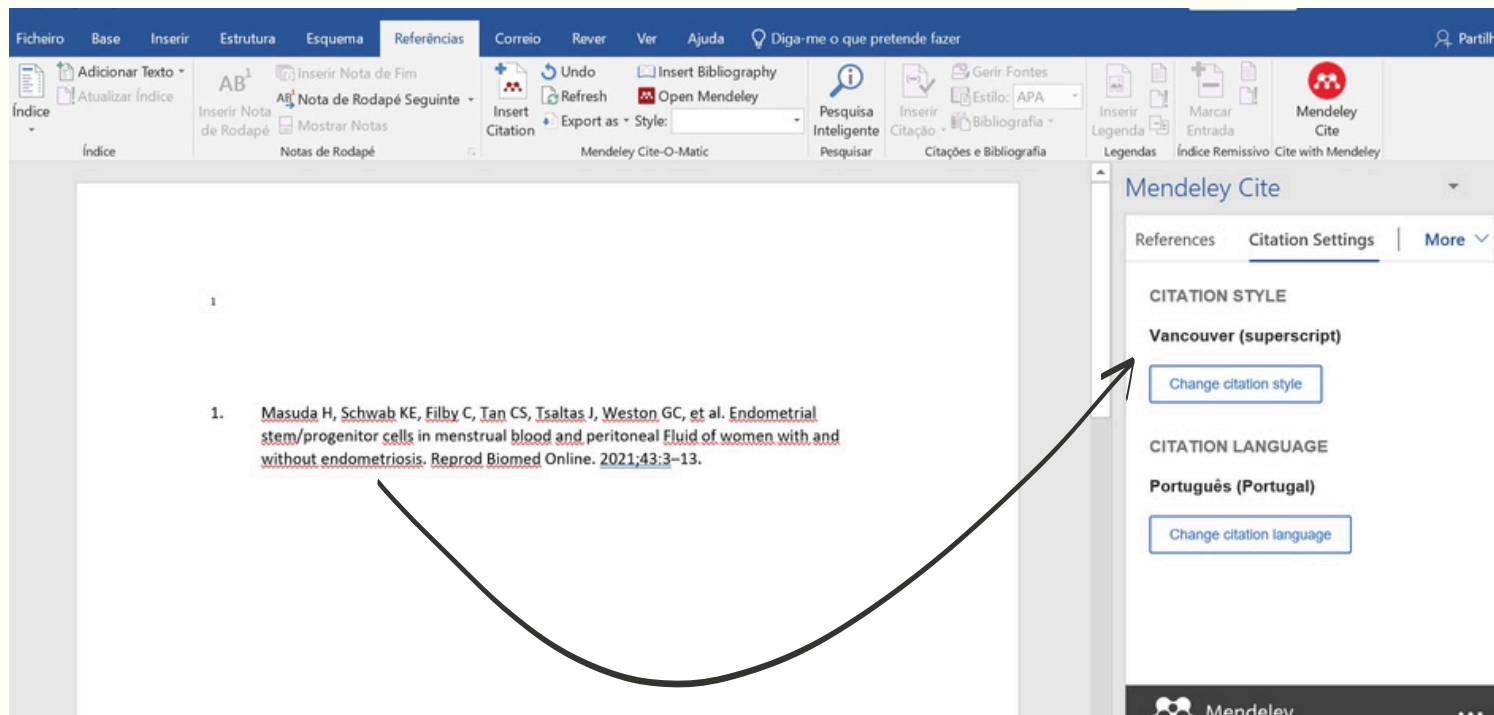 Ficheiro Base Inserir Estrutura Esquema Referências Correio Rever Ver Ajuda Diga-me o que pretende fazer
Índice
Adicionar Texto
Atualizar Índice
Índice
AB1
Inserir Nota
de Rodapé
Inserir Nota de Fim
Nota de Rodapé Seguinte
Mostrar Notas
Notas de Rodapé
Insert
Citation
Undo
Refresh
Export as
Insert Bibliography
Open Mendeley
Style:
Mendeley Cite-O-Matic
Pesquisa
Inteligente
Pesquisar
Inserir
Citação
Gerir Fontes
Estilo: APA
Bibliografia
Citações e Bibliografia
Inserir
Legenda
Legendas
Marcar
Entrada
Índice Remissivo
Mendeley
Cite
Cite with Mendeley
1
1. Masuda H, Schwab KE, Filby C, Tan CS, Tsaltas J, Weston GC, et al. Endometrial
stem/progenitor cells in menstrual blood and peritoneal Fluid of women with and
without endometriosis. Reprod Biomed Online. 2021;43:3–13.
Mendeley Cite
References Citation Settings More
CITATION STYLE
Vancouver (superscript)
Change citation style
CITATION LANGUAGE
Português (Portugal)
Change citation language
Mendeley